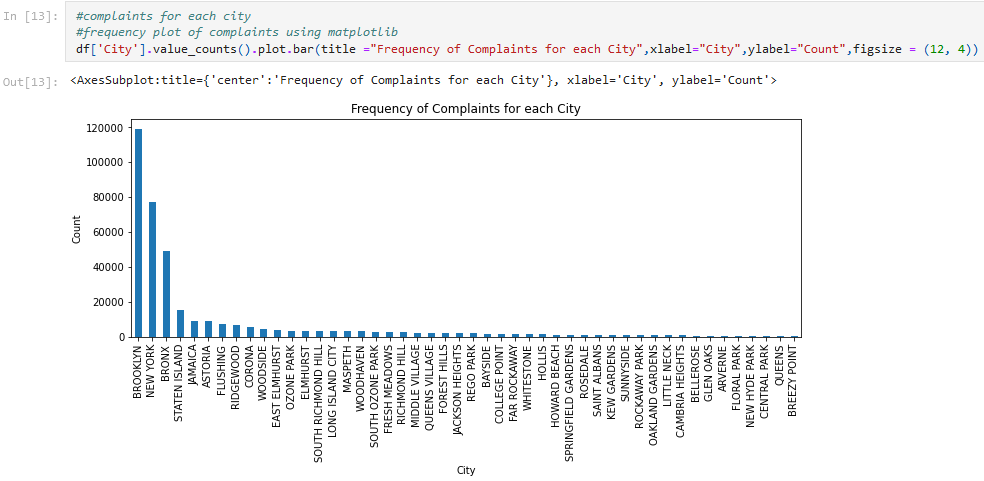 In [13]: #complaints for each city
#frequency plot of complaints using matplotlib
df['City'].value_counts().plot.bar(title ="Frequency of Complaints for each City",xlabel="City",ylabel="Count",figsize = (12, 4))
Out[13]: <AxesSubplot:title={'center':'Frequency of Complaints for each City'}, xlabel='City', ylabel='Count'>
Frequency of Complaints for each City
120000
100000
80000
60000
40000
20000
0
Count
BROOKLYN
NEW YORK
BRONX
STATEN ISLAND
JAMAICA
ASTORIA
FLUSHING
RIDGEWOOD
CORONA
WOODSIDE
EAST ELMHURST
OZONE PARK
ELMHURST
SOUTH RICHMOND HILL
LONG ISLAND CITY
MASPETH
WOODHAVEN
SOUTH OZONE PARK
FRESH MEADOWS
RICHMOND HILL
MIDDLE VILLAGE
QUEENS VILLAGE
FOREST HILLS
JACKSON HEIGHTS
REGO PARK
BAYSIDE
COLLEGE POINT
FAR ROCKAWAY
WHITESTONE
HOLLIS
HOWARD BEACH
SPRINGFIELD GARDENS
ROSEDALE
SAINT ALBANS
KEW GARDENS
SUNNYSIDE
ROCKAWAY PARK
OAKLAND GARDENS
LITTLE NECK
CAMBRIA HEIGHTS
BELLEROSE
GLEN OAKS
ARVERNE
FLORAL PARK
NEW HYDE PARK
CENTRAL PARK
QUEENS
BREEZY POINT
City